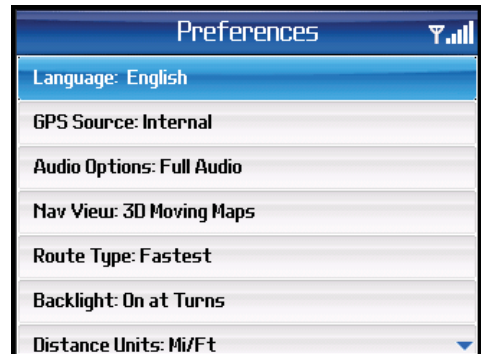 Preferences
Language: English
GPS Source: Internal
Audio Options: Full Audio
Nav View: 3D Moving Maps
Route Type: Fastest
Backlight: On at Turns
Distance Units: Mi/Ft